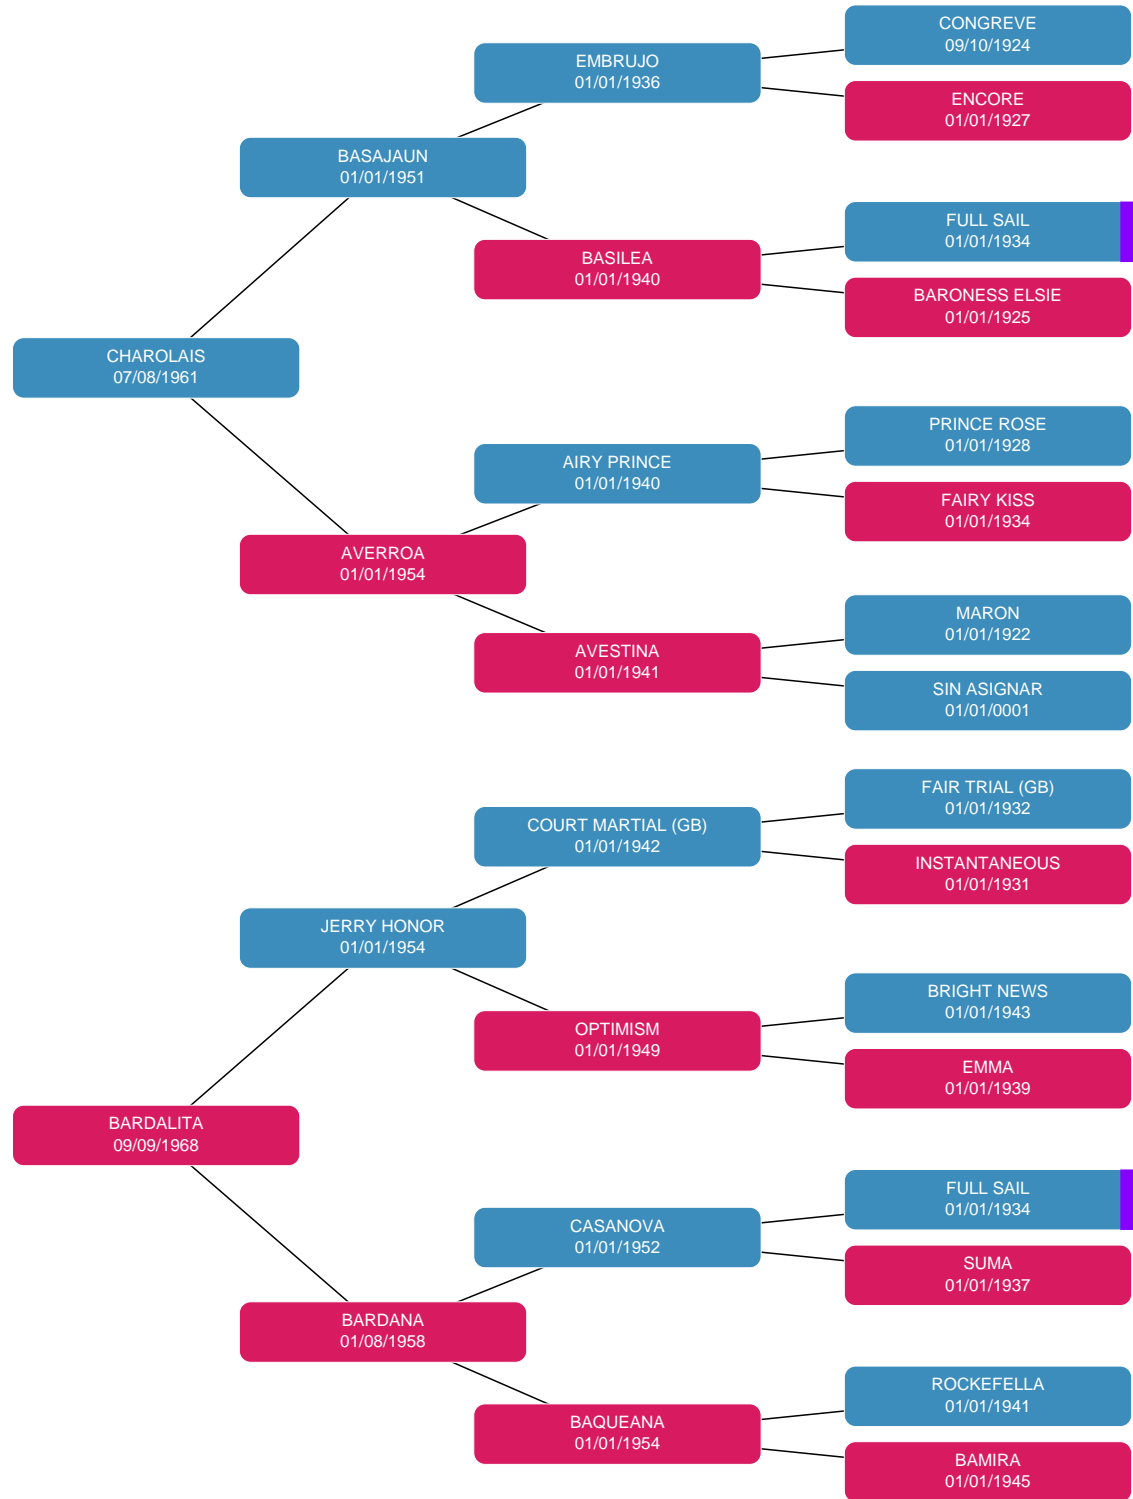 CONGREVE
09/10/1924
EMBRUJO
01/01/1936
ENCORE
01/01/1927
BASAJAUN
01/01/1951
FULL SAIL
01/01/1934
BASILEA
01/01/1940
BARONESS ELSIE
01/01/1925
CHAROLAIS
07/08/1961
PRINCE ROSE
01/01/1928
AIRY PRINCE
01/01/1940
FAIRY KISS
01/01/1934
AVERROA
01/01/1954
MARON
01/01/1922
AVESTINA
01/01/1941
SIN ASIGNAR
01/01/0001
FAIR TRIAL (GB)
01/01/1932
COURT MARTIAL (GB)
01/01/1942
INSTANTANEOUS
01/01/1931
JERRY HONOR
01/01/1954
BRIGHT NEWS
01/01/1943
OPTIMISM
01/01/1949
EMMA
01/01/1939
BARDALITA
09/09/1968
FULL SAIL
01/01/1934
CASANOVA
01/01/1952
SUMA
01/01/1937
BARDANA
01/08/1958
ROCKEFELLA
01/01/1941
BAQUEANA
01/01/1954
BAMIRA
01/01/1945